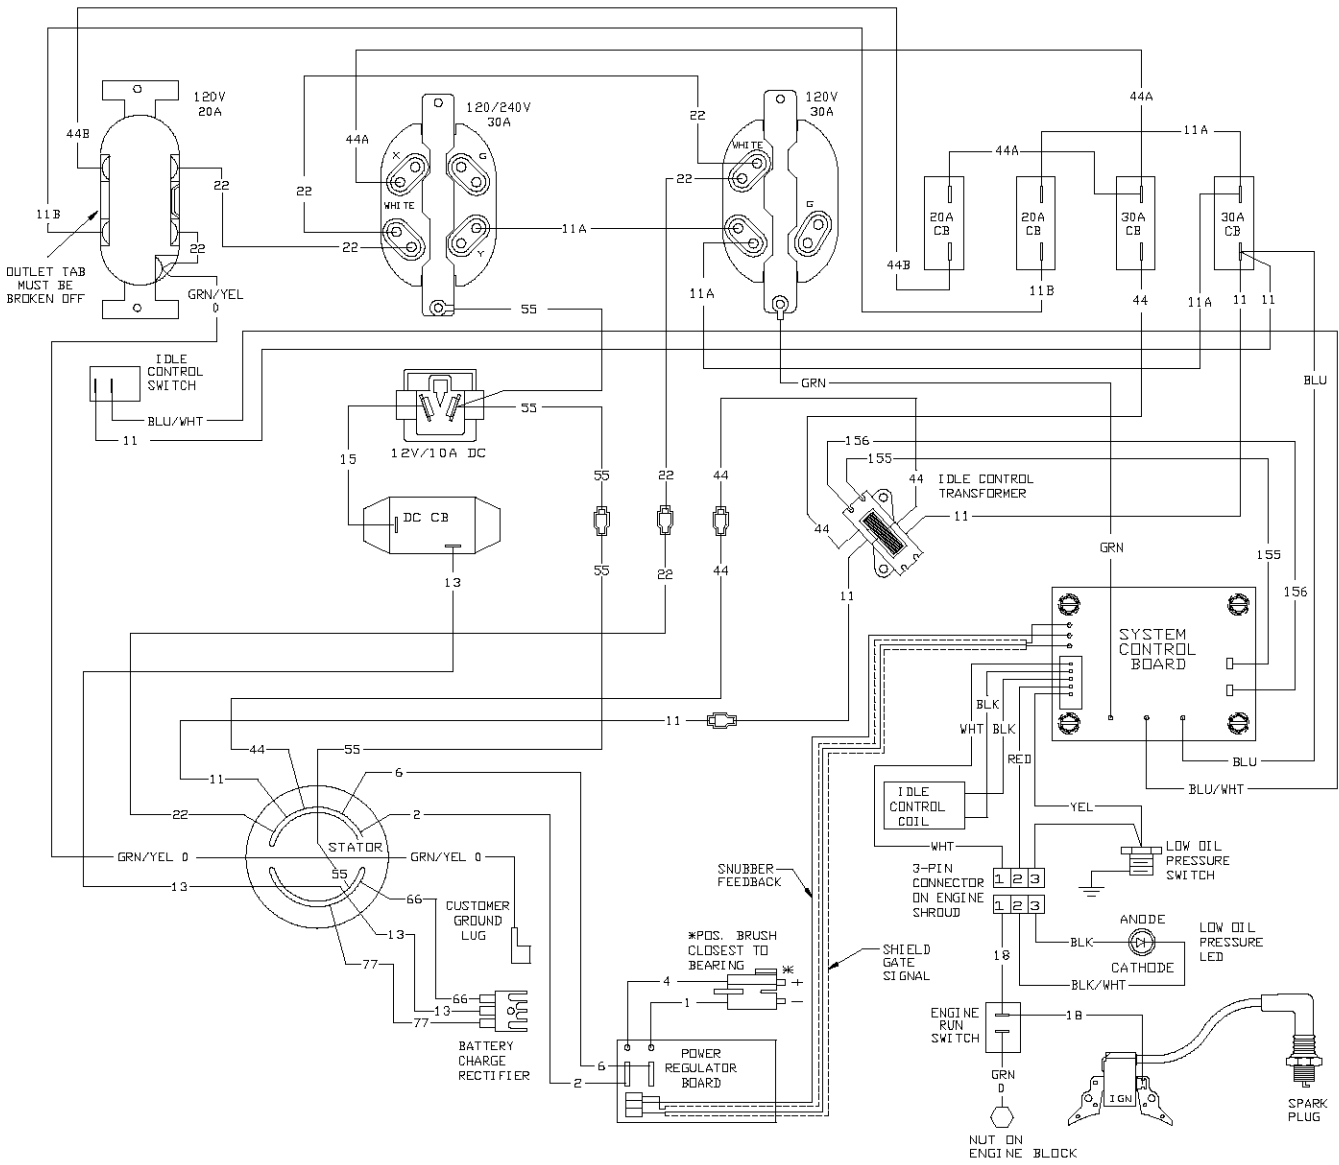 120V
20A
120/240V
30A
120V
30A
44A
44B
44A
22
WHITE
22
11A
44A
X
G
22
22
22
WHITE
G
20A
CB
20A
CB
30A
CB
30A
CB
11B
22
22
Y
11A
44B
OUTLET TAB
MUST BE
BROKEN OFF
GRN/YEL
0
55
11A
11B
44
11A
11
11
IDLE
CONTROL
SWITCH
GRN
BLU
BLU/WHT
11
55
12V/10A DC
15
55
22
44
156
155
44
IDLE CONTROL
TRANSFORMER
DC CB
44
11
GRN
155
13
55
22
44
11
156
SYSTEM
CONTROL
BOARD
BLK
11
WHT
BLK
44
55
RED
BLU
11
6
BLU/WHT
IDLE
CONTROL
COIL
YEL
22
2
STATOR
WHT
LOW OIL
PRESSURE
SWITCH
GRN/YEL 0
GRN/YEL 0
55
SNUBBER
FEEDBACK
3-PIN
CONNECTOR
ON ENGINE
SHROUD
1 2 3
1 2 3
13
66
CUSTOMER
GROUND
LUG
13
77
*POS. BRUSH
CLOSEST TO
BEARING
*
+
−
4
1
SHIELD
GATE
SIGNAL
18
BLK
ANODE
CATHODE
BLK/WHT
LOW OIL
PRESSURE
LED
66
13
77
BATTERY
CHARGE
RECTIFIER
ENGINE
RUN
SWITCH
18
6
2
POWER
REGULATOR
BOARD
GRN
0
IGN
SPARK
PLUG
NUT ON
ENGINE BLOCK